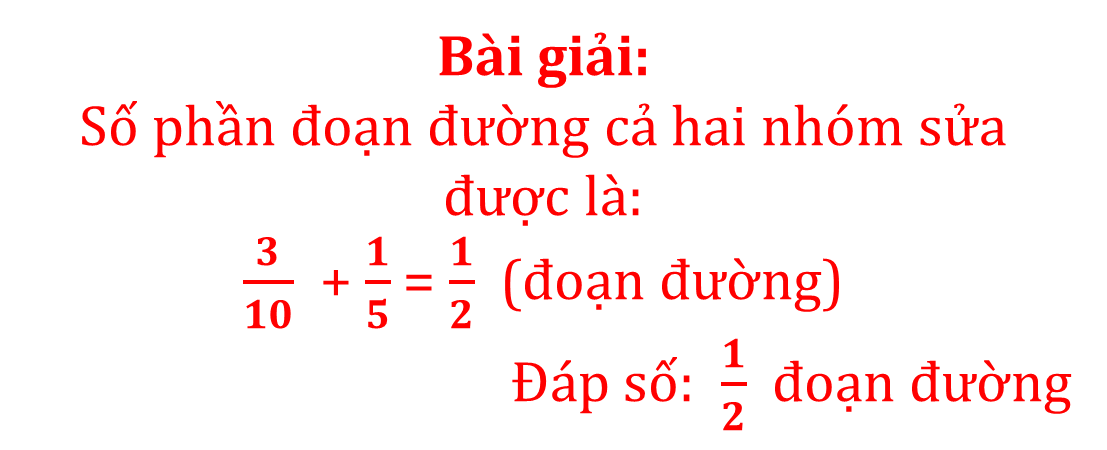 Bài giải:
Số phần đoạn đường cả hai nhóm sửa
được là:
3/10 + 1/5 = 1/2 (đoạn đường)
Đáp số: 1/2 đoạn đường